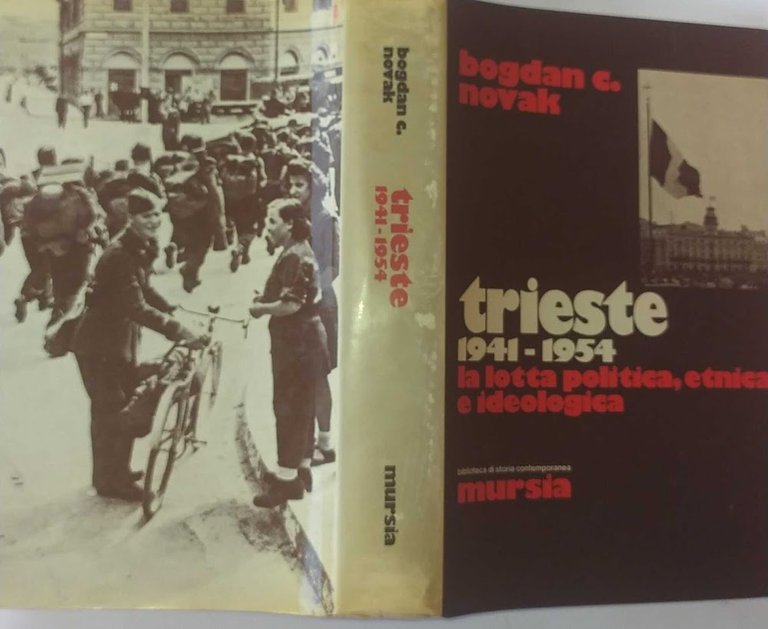 bogdan c.
novak
trieste
1941-1954
mursia
bogdan c.
novak
trieste
1941-1954
la lotta politica, etnica
e ideologica
biblioteca di storia contemporanea
mursia